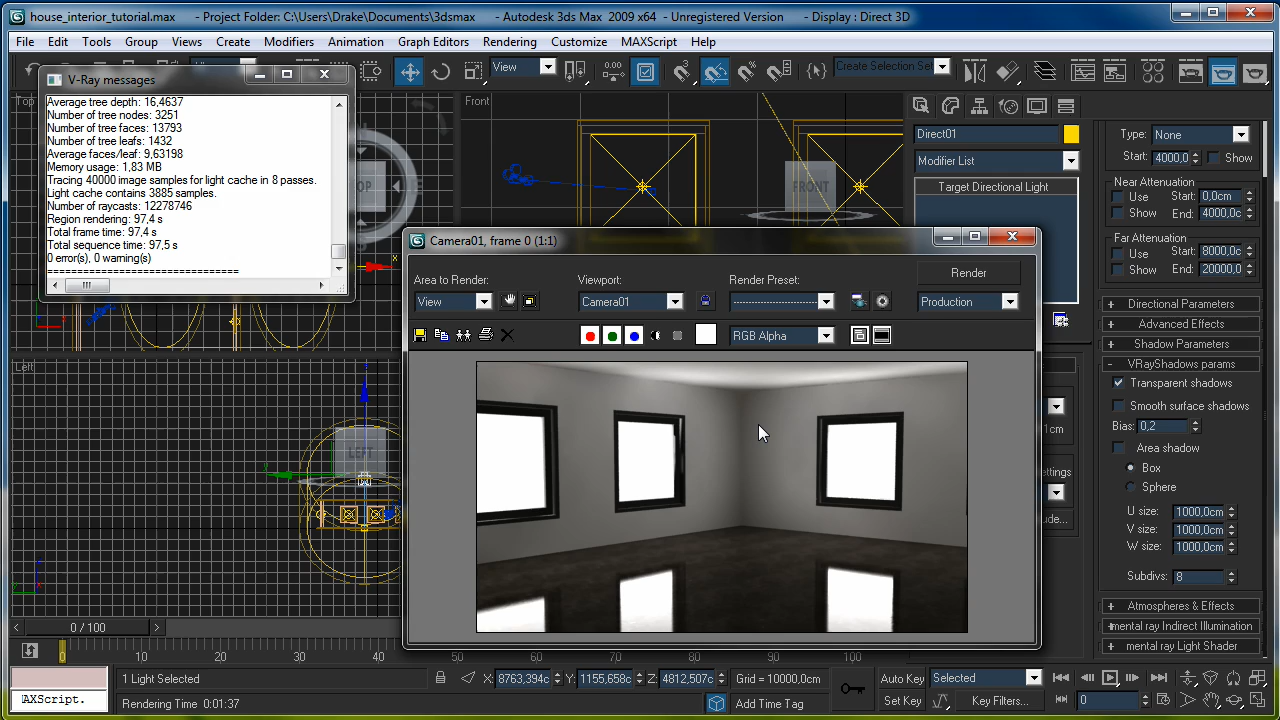 house_interior_tutorial.max - Project Folder: C:\Users\Drake\Documents\3dsmax - Autodesk 3ds Max 2009 x64 - Unregistered Version - Display : Direct 3D
File Edit Tools Group Views Create Modifiers Animation Graph Editors Rendering Customize MAXScript Help
View
Create Selection Set
V-Ray messages
Average tree depth: 16,4637
Number of tree nodes: 3251
Number of tree faces: 13793
Number of tree leafs: 1432
Average faces/leaf: 9,63198
Memory usage: 1,83 MB
Tracing 40000 image samples for light cache in 8 passes.
Light cache contains 3885 samples.
Number of raycasts: 12278746
Region rendering: 97,4 s
Total frame time: 97,4 s
Total sequence time: 97,5 s
0 error(s), 0 warning(s)
================================
Top
TOP
Front
FRONT
Left
LEFT
Camera01, frame 0 (1:1)
Area to Render:
View
Viewport:
Camera01
Render Preset:
Render
Production
RGB Alpha
Direct01
Modifier List
Target Directional Light
Type: None
Start: 4000,0 Show
Near Attenuation
Use Start: 0,0cm
Show End: 4000,0c
Far Attenuation
Use Start: 8000,0c
Show End: 20000,0
+ Directional Parameters
+ Advanced Effects
+ Shadow Parameters
- VRayShadows params
Transparent shadows
Smooth surface shadows
Bias: 0,2
Area shadow
Box
Sphere
U size: 1000,0cm
V size: 1000,0cm
W size: 1000,0cm
Subdivs: 8
+ Atmospheres & Effects
+ mental ray Indirect Illumination
+ mental ray Light Shader
1cm
ettings
ude...
0 / 100
0 10 20 30 40 50 60 70 80 90 100
1 Light Selected
X: 8763,394c Y: 1155,658c Z: 4812,507c Grid = 10000,0cm
Auto Key Selected
AXScript.
Rendering Time 0:01:37
Add Time Tag
Set Key Key Filters...
0